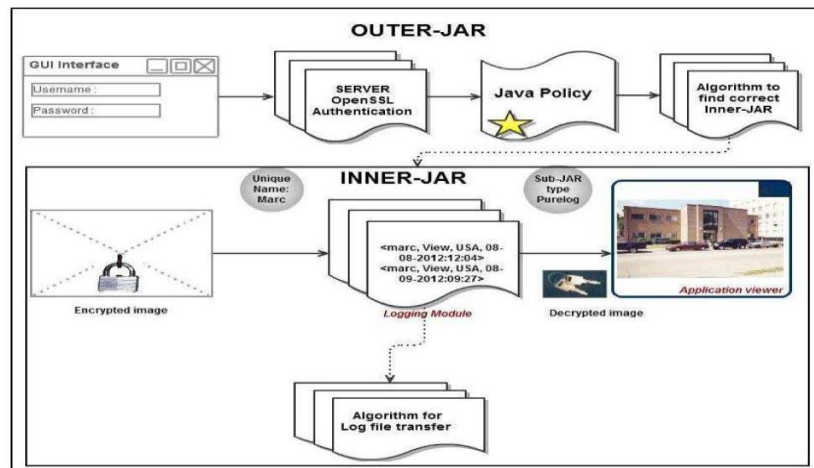 OUTER-JAR
GUI Interface
Username :
Password :
SERVER
OpenSSL
Authentication
Java Policy
Algorithm to
find correct
Inner-JAR
INNER-JAR
Unique
Name:
Marc
Sub-JAR
type
Purelog
<marc, View, USA, 08-
08-2012:12:04>
<marc, View, USA, 08-
09-2012:09:27>
Encrypted image
Logging Module
Decrypted image
Application viewer
Algorithm for
Log file transfer